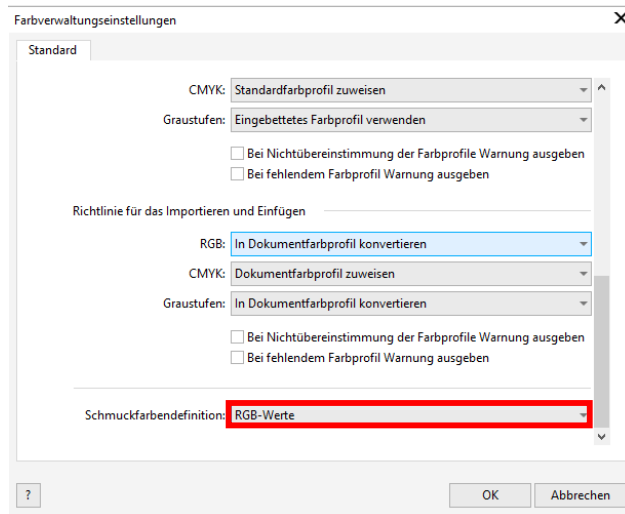 Farbverwaltungseinstellungen
Standard
CMYK: Standardfarbprofil zuweisen
Graustufen: Eingebettetes Farbprofil verwenden
Bei Nichtübereinstimmung der Farbprofile Warnung ausgeben
Bei fehlendem Farbprofil Warnung ausgeben
Richtlinie für das Importieren und Einfügen
RGB: In Dokumentfarbprofil konvertieren
CMYK: Dokumentfarbprofil zuweisen
Graustufen: In Dokumentfarbprofil konvertieren
Bei Nichtübereinstimmung der Farbprofile Warnung ausgeben
Bei fehlendem Farbprofil Warnung ausgeben
Schmuckfarbendefinition: RGB-Werte
? OK Abbrechen